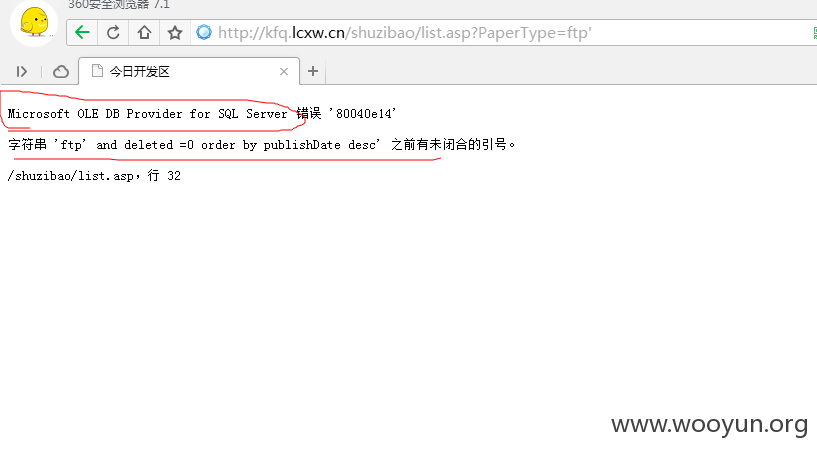 360安全浏览器 7.1
http://kfq.lcxw.cn/shuzibao/list.asp?PaperType=ftp'
今日开发区
Microsoft OLE DB Provider for SQL Server 错误 '80040e14'
字符串 'ftp' and deleted =0 order by publishDate desc' 之前有未闭合的引号。
/shuzibao/list.asp，行 32
www.wooyun.org